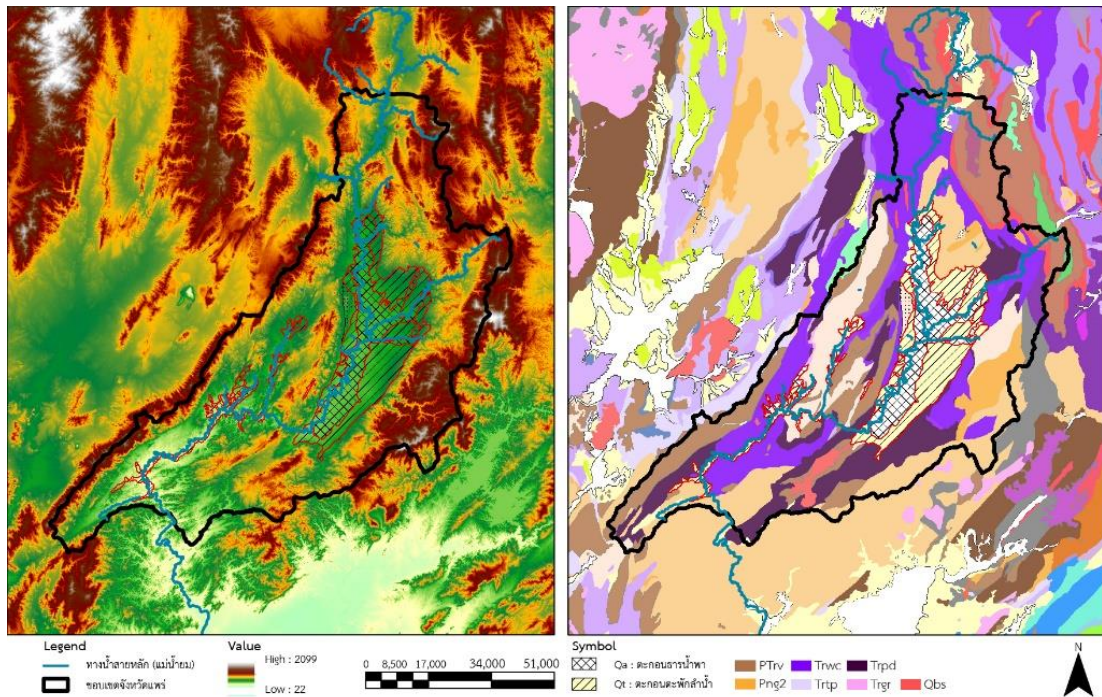 Legend
ทางน้ำสายหลัก (แม่น้ำยม)
ขอบเขตจังหวัดแพร่
Value
High : 2099
Low : 22
0 8,500 17,000 34,000 51,000
Symbol
Qa : ตะกอนธารน้ำพา
Qt : ตะกอนตะพักลำน้ำ
PTrv Trwc Trpd
Png2 Trtp Trgr Qbs
N